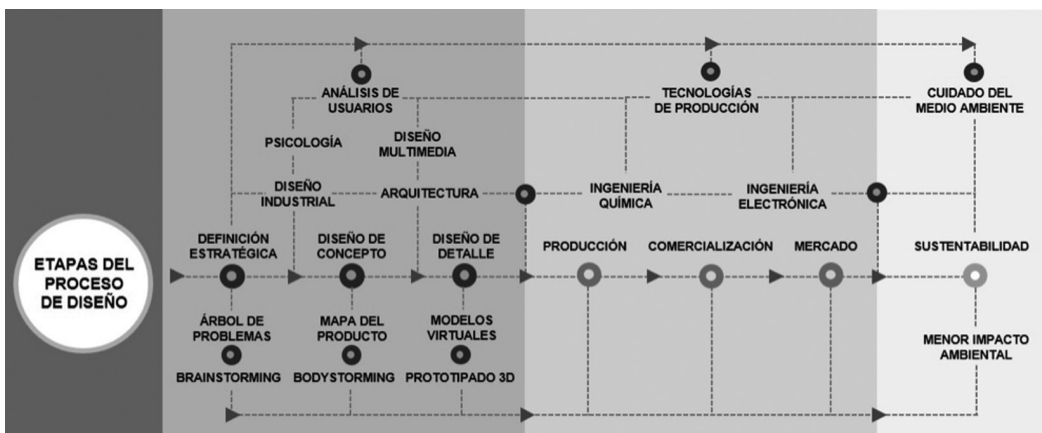 ETAPAS DEL
PROCESO
DE DISEÑO
ANÁLISIS DE
USUARIOS
TECNOLOGÍAS
DE PRODUCCIÓN
CUIDADO DEL
MEDIO AMBIENTE
PSICOLOGÍA
DISEÑO
MULTIMEDIA
DISEÑO
INDUSTRIAL
ARQUITECTURA
INGENIERÍA
QUÍMICA
INGENIERÍA
ELECTRÓNICA
DEFINICIÓN
ESTRATÉGICA
DISEÑO DE
CONCEPTO
DISEÑO DE
DETALLE
PRODUCCIÓN
COMERCIALIZACIÓN
MERCADO
SUSTENTABILIDAD
ÁRBOL DE
PROBLEMAS
MAPA DEL
PRODUCTO
MODELOS
VIRTUALES
MENOR IMPACTO
AMBIENTAL
BRAINSTORMING
BODYSTORMING
PROTOTIPADO 3D